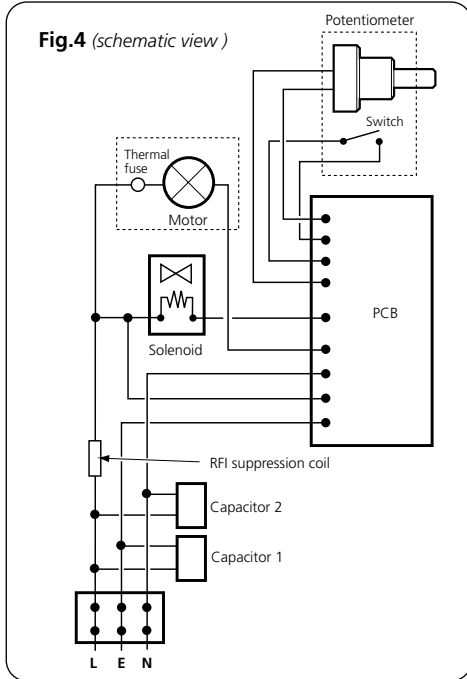 Fig.4 (schematic view )
Potentiometer
Switch
Thermal
fuse
Motor
Solenoid
PCB
RFI suppression coil
Capacitor 2
Capacitor 1
L E N